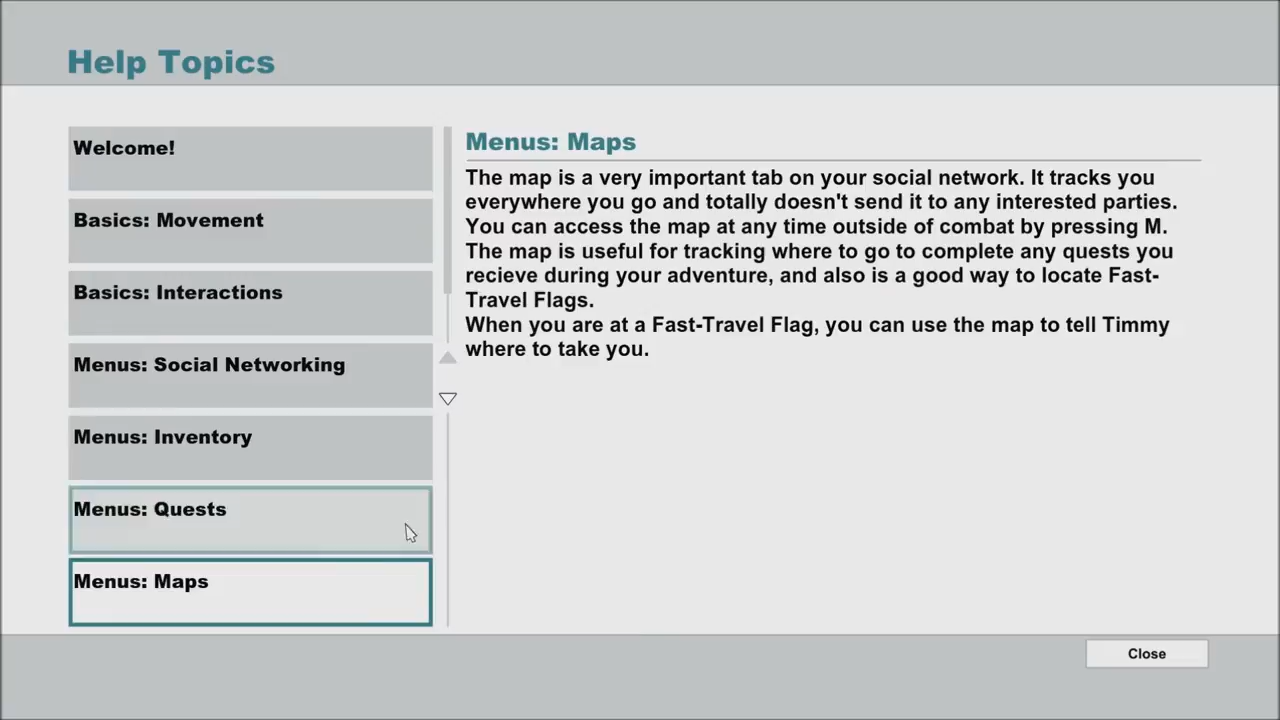 Help Topics
Welcome!
Basics: Movement
Basics: Interactions
Menus: Social Networking
Menus: Inventory
Menus: Quests
Menus: Maps
Menus: Maps
The map is a very important tab on your social network. It tracks you
everywhere you go and totally doesn't send it to any interested parties.
You can access the map at any time outside of combat by pressing M.
The map is useful for tracking where to go to complete any quests you
recieve during your adventure, and also is a good way to locate Fast-
Travel Flags.
When you are at a Fast-Travel Flag, you can use the map to tell Timmy
where to take you.
Close